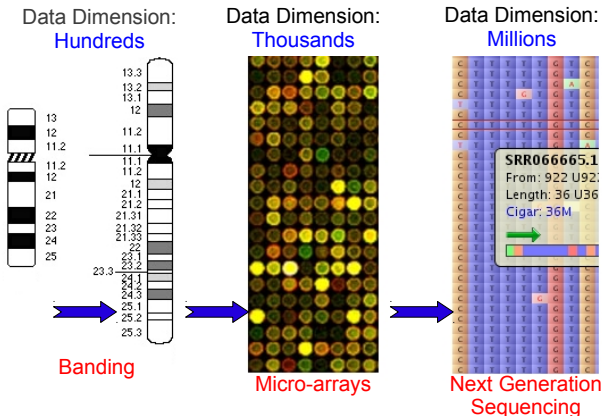 Data Dimension:
Hundreds
Data Dimension:
Thousands
Data Dimension:
Millions
13
12
11.2
11.2
12
21
22
23
24
25
13.3
13.2
13.1
12
11.2
11.1
11.1
11.2
12
21.1
21.2
21.31
21.32
21.33
22
23.1
23.2
23.3
24.1
24.2
24.3
25.1
25.2
25.3
SRR066665.1
From: 922 U922
Length: 36 U36
Cigar: 36M
Banding
Micro-arrays
Next Generation
Sequencing